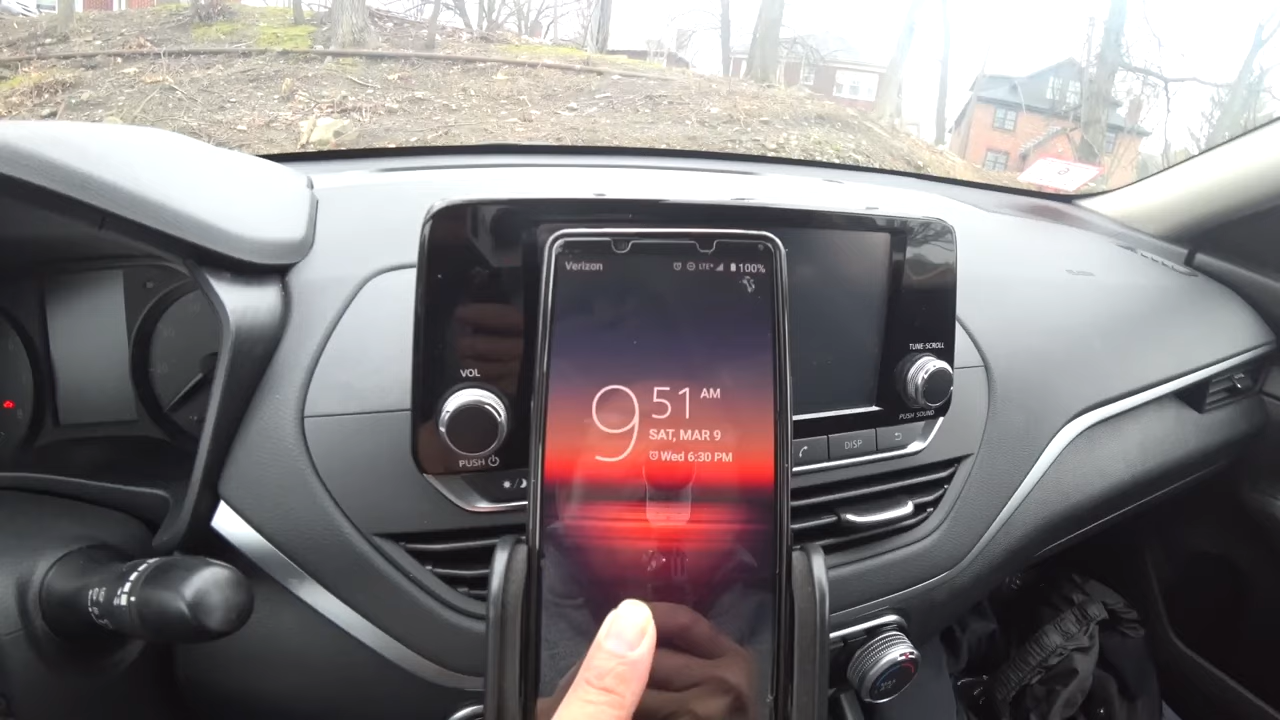 Verizon
LTE+
100%
9 51 AM
SAT, MAR 9
Wed 6:30 PM
VOL
PUSH
TUNE·SCROLL
PUSH SOUND
DISP